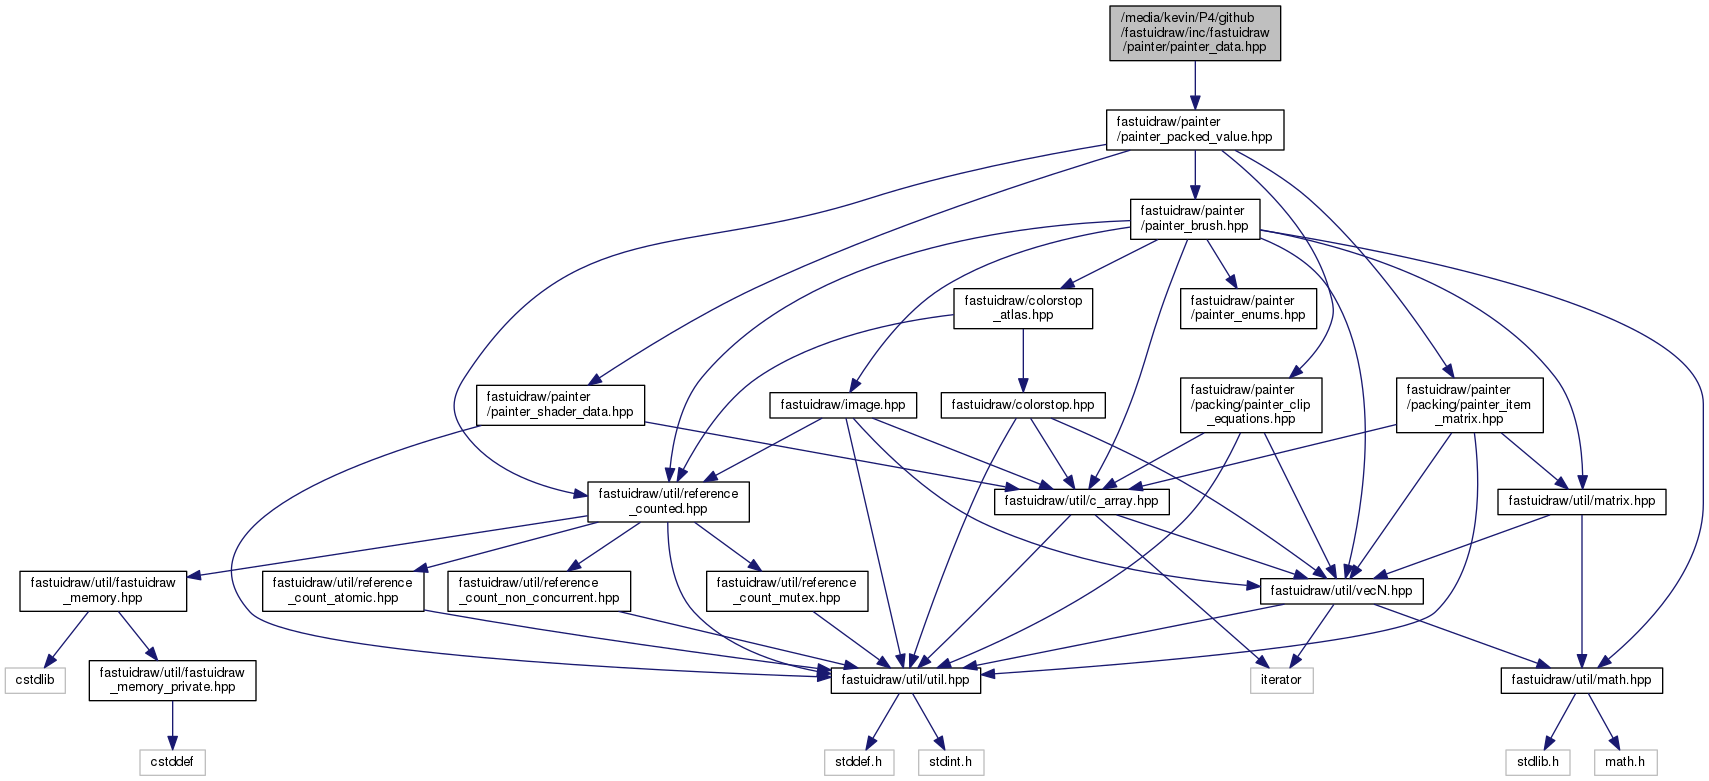 /media/kevin/P4/github
/fastuidraw/inc/fastuidraw
/painter/painter_data.hpp
fastuidraw/painter
/painter_packed_value.hpp
fastuidraw/painter
/painter_brush.hpp
fastuidraw/colorstop
_atlas.hpp
fastuidraw/painter
/painter_enums.hpp
fastuidraw/painter
/painter_shader_data.hpp
fastuidraw/image.hpp
fastuidraw/colorstop.hpp
fastuidraw/painter
/packing/painter_clip
_equations.hpp
fastuidraw/painter
/packing/painter_item
_matrix.hpp
fastuidraw/util/reference
_counted.hpp
fastuidraw/util/c_array.hpp
fastuidraw/util/matrix.hpp
fastuidraw/util/fastuidraw
_memory.hpp
fastuidraw/util/reference
_count_atomic.hpp
fastuidraw/util/reference
_count_non_concurrent.hpp
fastuidraw/util/reference
_count_mutex.hpp
fastuidraw/util/vecN.hpp
cstdlib
fastuidraw/util/fastuidraw
_memory_private.hpp
fastuidraw/util/util.hpp
iterator
fastuidraw/util/math.hpp
cstddef
stddef.h
stdint.h
stdlib.h
math.h